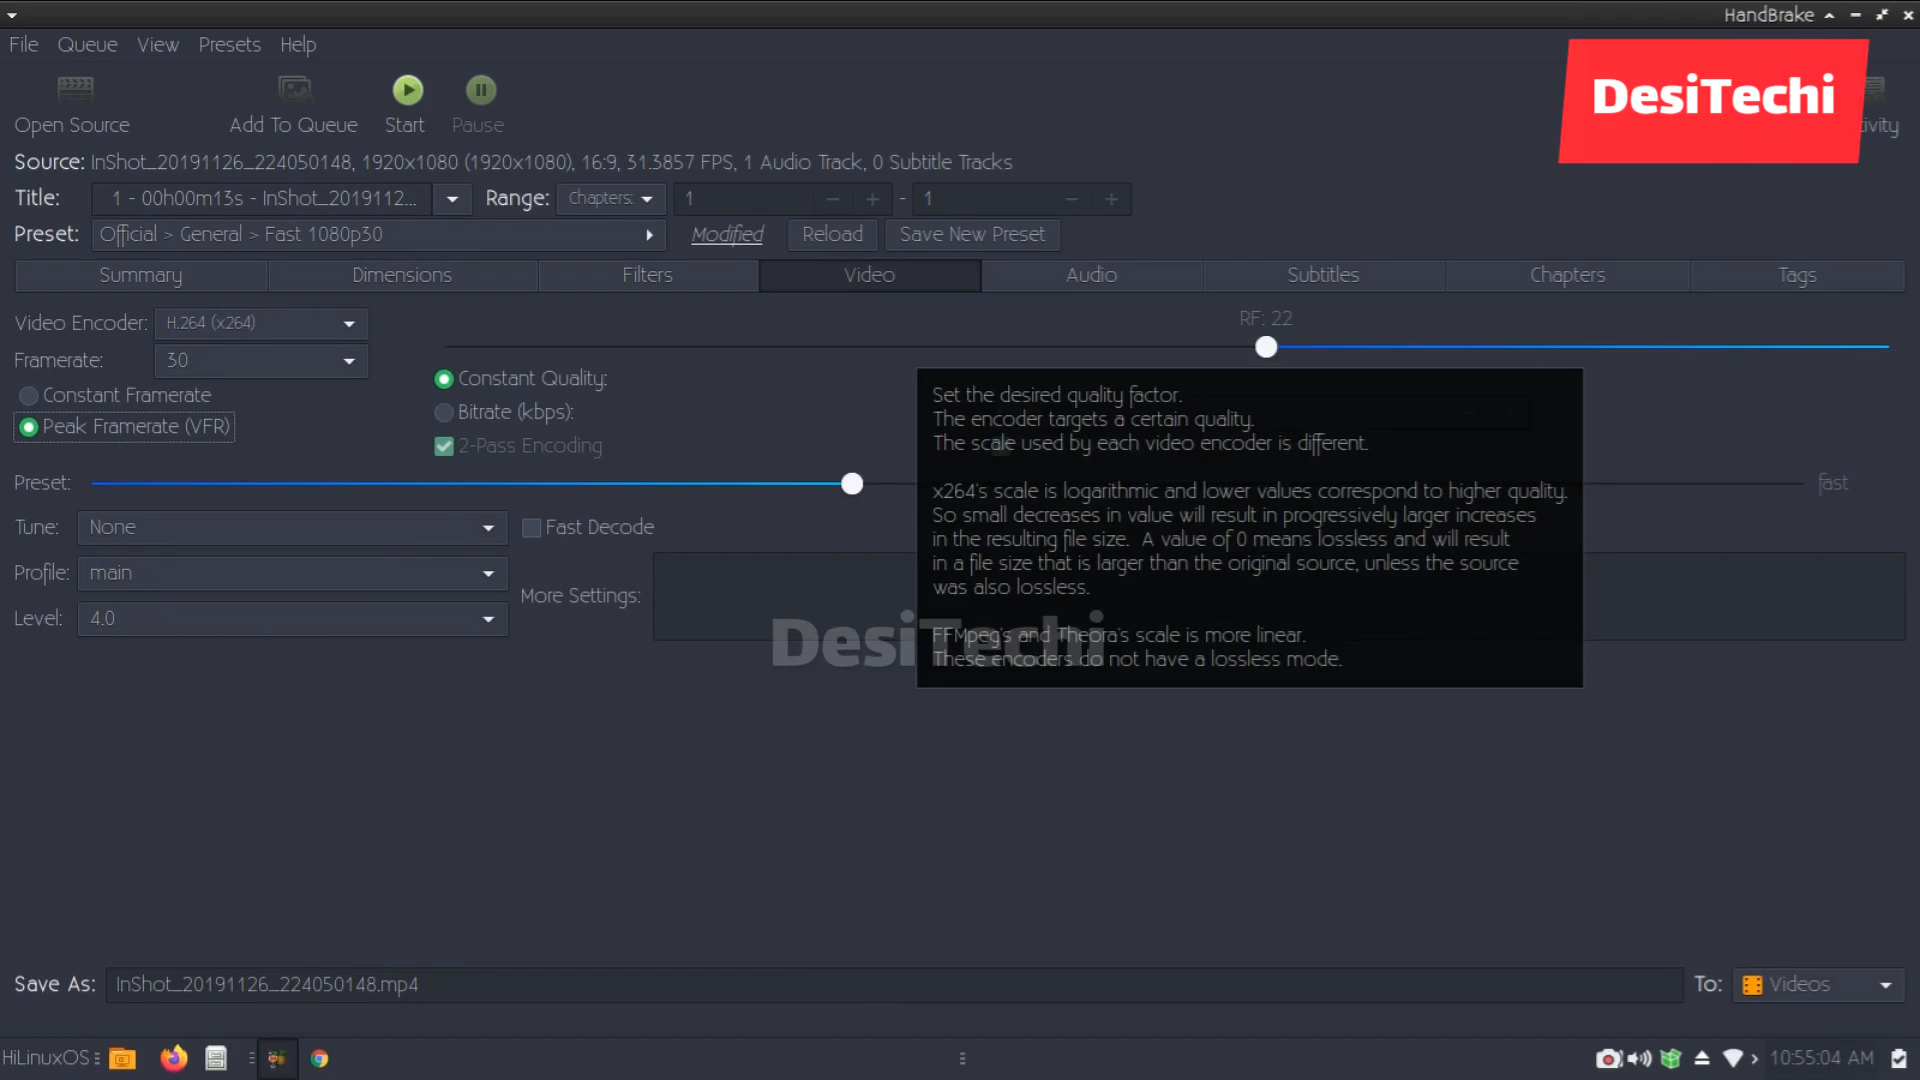 HandBrake
File Queue View Presets Help
DesiTechi
Open Source Add To Queue Start Pause
Source: InShot_20191126_224050148, 1920x1080 (1920x1080), 16:9, 31.3857 FPS, 1 Audio Track, 0 Subtitle Tracks
Title: 1 - 00h00m13s - InShot_2019112... Range: Chapters: 1 - 1
Preset: Official > General > Fast 1080p30 Modified Reload Save New Preset
Summary Dimensions Filters Video Audio Subtitles Chapters Tags
Video Encoder: H.264 (x264) RF: 22
Framerate: 30
Constant Framerate
Peak Framerate (VFR)
Constant Quality:
Bitrate (kbps):
2-Pass Encoding
Set the desired quality factor.
The encoder targets a certain quality.
The scale used by each video encoder is different.
x264's scale is logarithmic and lower values correspond to higher quality.
So small decreases in value will result in progressively larger increases
in the resulting file size. A value of 0 means lossless and will result
in a file size that is larger than the original source, unless the source
was also lossless.
FFMpeg's and Theora's scale is more linear.
These encoders do not have a lossless mode.
Preset: fast
Tune: None Fast Decode
Profile: main
More Settings:
Level: 4.0
DesiTechi
Save As: InShot_20191126_224050148.mp4 To: Videos
HiLinuxOS 10:55:04 AM